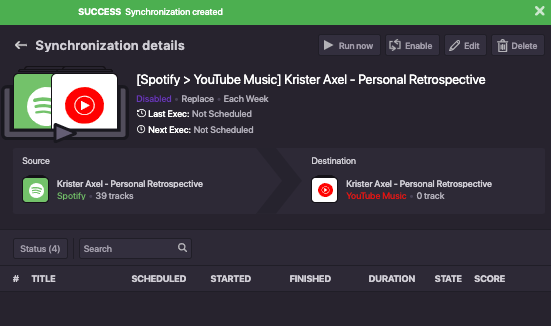 SUCCESS Synchronization created
Synchronization details
Run now
Enable
Edit
Delete
[Spotify > YouTube Music] Krister Axel - Personal Retrospective
Disabled • Replace • Each Week
Last Exec: Not Scheduled
Next Exec: Not Scheduled
Source
Krister Axel - Personal Retrospective
Spotify • 39 tracks
Destination
Krister Axel - Personal Retrospective
YouTube Music • 0 track
Status (4)
Search
# TITLE SCHEDULED STARTED FINISHED DURATION STATE SCORE